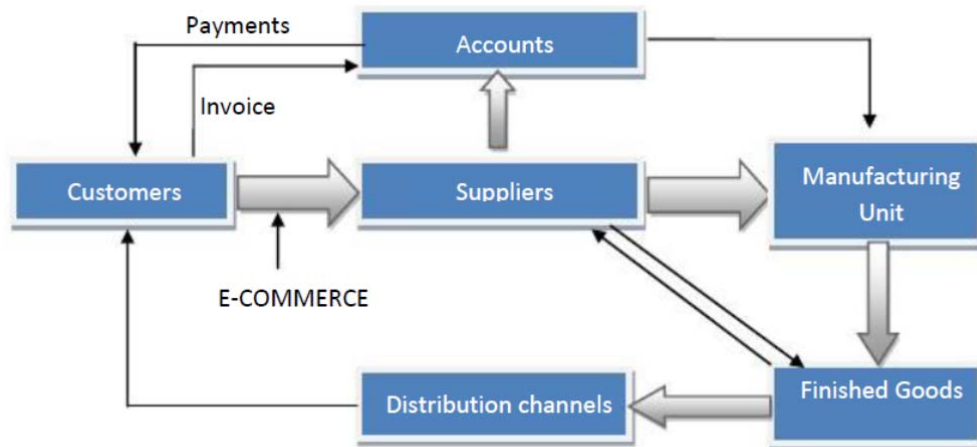 Payments
Accounts
Invoice
Customers
Suppliers
Manufacturing
Unit
E-COMMERCE
Distribution channels
Finished Goods